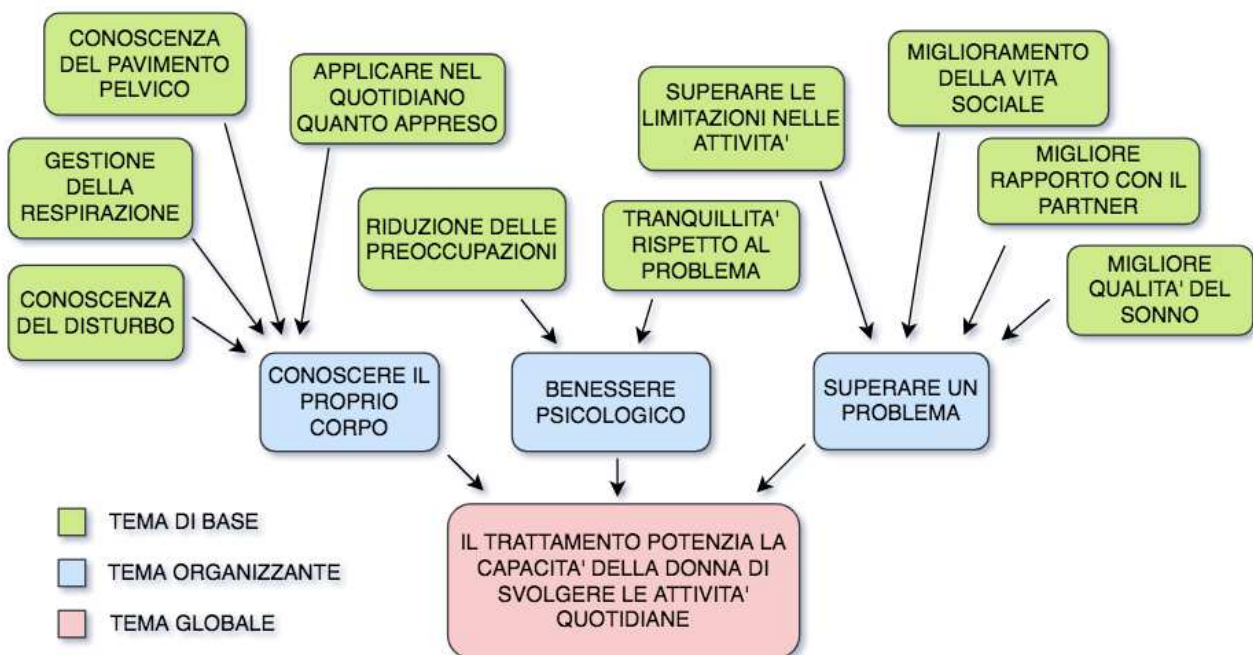 CONOSCENZA
DEL PAVIMENTO
PELVICO
APPLICARE NEL
QUOTIDIANO
QUANTO APPRESO
GESTIONE
DELLA
RESPIRAZIONE
CONOSCENZA
DEL DISTURBO
RIDUZIONE DELLE
PREOCCUPAZIONI
TRANQUILLITA'
RISPETTO AL
PROBLEMA
SUPERARE LE
LIMITAZIONI NELLE
ATTIVITA'
MIGLIORAMENTO
DELLA VITA
SOCIALE
MIGLIORE
RAPPORTO CON IL
PARTNER
MIGLIORE
QUALITA' DEL
SONNO
CONOSCERE IL
PROPRIO
CORPO
BENESSERE
PSICOLOGICO
SUPERARE UN
PROBLEMA
IL TRATTAMENTO POTENZIA LA
CAPACITA' DELLA DONNA DI
SVOLGERE LE ATTIVITA'
QUOTIDIANE
TEMA DI BASE
TEMA ORGANIZZANTE
TEMA GLOBALE